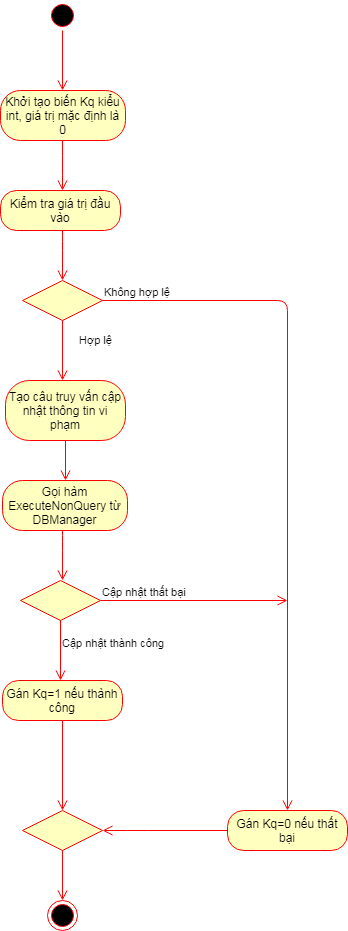 Khởi tạo biến Kq kiểu
int, giá trị mặc định là
0
Kiểm tra giá trị đầu
vào
Không hợp lệ
Hợp lệ
Tạo câu truy vấn cập
nhật thông tin vi
phạm
Gọi hàm
ExecuteNonQuery từ
DBManager
Cập nhật thất bại
Cập nhật thành công
Gán Kq=1 nếu thành
công
Gán Kq=0 nếu thất
bại